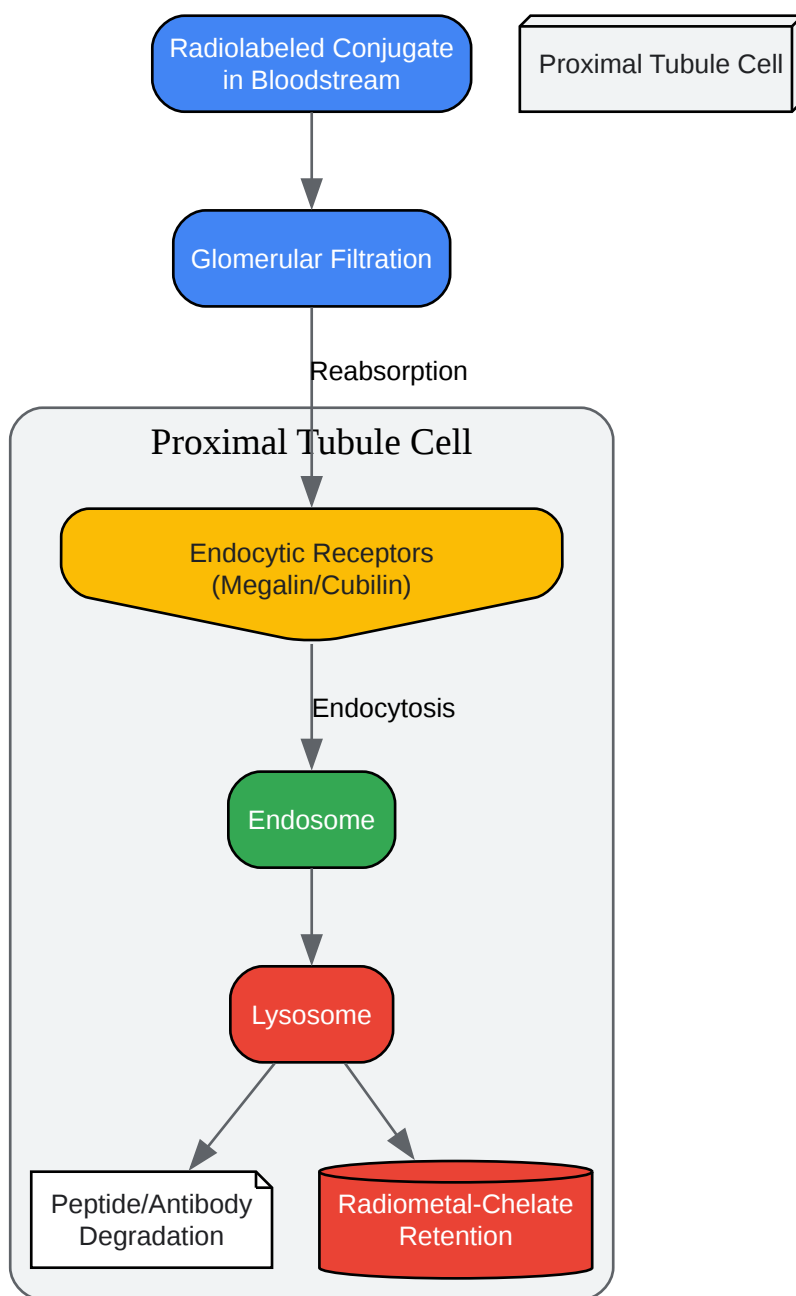 Radiolabeled Conjugate
in Bloodstream
Proximal Tubule Cell
Glomerular Filtration
Reabsorption
Proximal Tubule Cell
Endocytic Receptors
(Megalin/Cubilin)
Endocytosis
Endosome
Lysosome
Peptide/Antibody
Degradation
Radiometal-Chelate
Retention